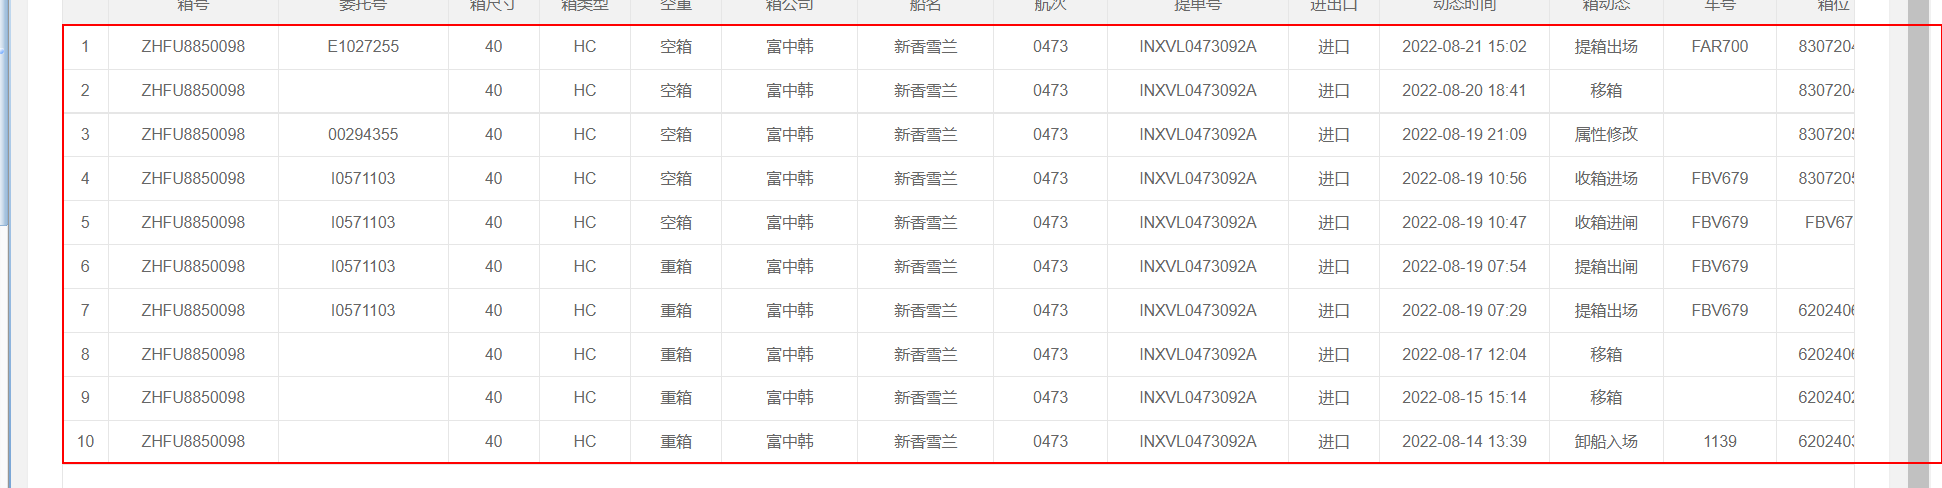 箱号 委托号 箱尺寸 箱类型 空重 箱公司 船名 航次 提单号 进出口 动态时间 箱动态 车号 箱位
1 ZHFU8850098 E1027255 40 HC 空箱 富中韩 新香雪兰 0473 INXVL0473092A 进口 2022-08-21 15:02 提箱出场 FAR700 830720
2 ZHFU8850098 40 HC 空箱 富中韩 新香雪兰 0473 INXVL0473092A 进口 2022-08-20 18:41 移箱 830720
3 ZHFU8850098 00294355 40 HC 空箱 富中韩 新香雪兰 0473 INXVL0473092A 进口 2022-08-19 21:09 属性修改 830720
4 ZHFU8850098 I0571103 40 HC 空箱 富中韩 新香雪兰 0473 INXVL0473092A 进口 2022-08-19 10:56 收箱进场 FBV679 830720
5 ZHFU8850098 I0571103 40 HC 空箱 富中韩 新香雪兰 0473 INXVL0473092A 进口 2022-08-19 10:47 收箱进闸 FBV679 FBV67
6 ZHFU8850098 I0571103 40 HC 重箱 富中韩 新香雪兰 0473 INXVL0473092A 进口 2022-08-19 07:54 提箱出闸 FBV679
7 ZHFU8850098 I0571103 40 HC 重箱 富中韩 新香雪兰 0473 INXVL0473092A 进口 2022-08-19 07:29 提箱出场 FBV679 620240
8 ZHFU8850098 40 HC 重箱 富中韩 新香雪兰 0473 INXVL0473092A 进口 2022-08-17 12:04 移箱 620240
9 ZHFU8850098 40 HC 重箱 富中韩 新香雪兰 0473 INXVL0473092A 进口 2022-08-15 15:14 移箱 620240
10 ZHFU8850098 40 HC 重箱 富中韩 新香雪兰 0473 INXVL0473092A 进口 2022-08-14 13:39 卸船入场 1139 620240